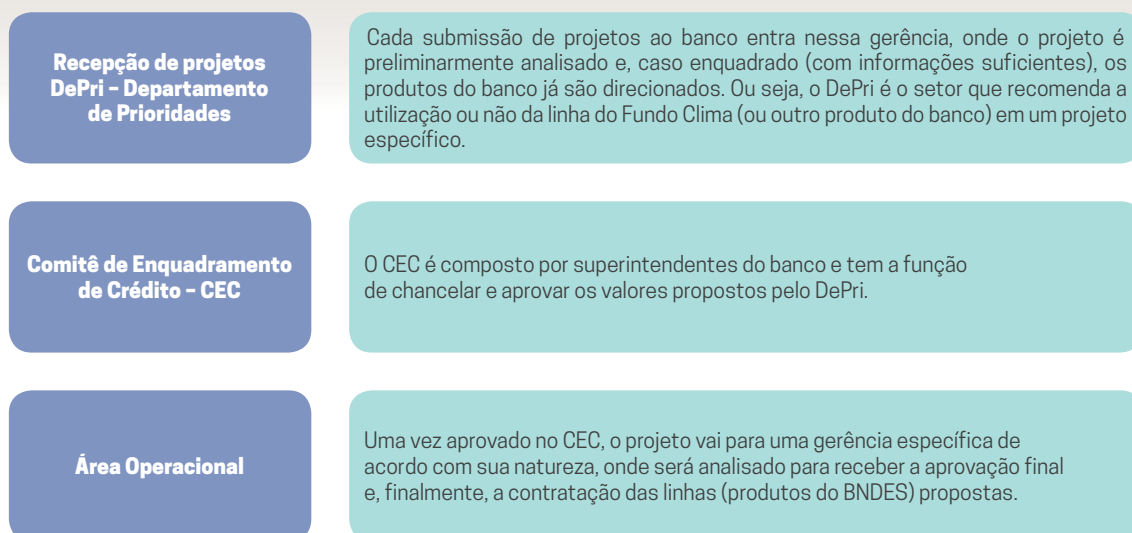 Recepção de projetos
DePri – Departamento
de Prioridades
Cada submissão de projetos ao banco entra nessa gerência, onde o projeto é
preliminarmente analisado e, caso enquadrado (com informações suficientes), os
produtos do banco já são direcionados. Ou seja, o DePri é o setor que recomenda a
utilização ou não da linha do Fundo Clima (ou outro produto do banco) em um projeto
específico.
Comitê de Enquadramento
de Crédito – CEC
O CEC é composto por superintendentes do banco e tem a função
de chancelar e aprovar os valores propostos pelo DePri.
Área Operacional
Uma vez aprovado no CEC, o projeto vai para uma gerência específica de
acordo com sua natureza, onde será analisado para receber a aprovação final
e, finalmente, a contratação das linhas (produtos do BNDES) propostas.